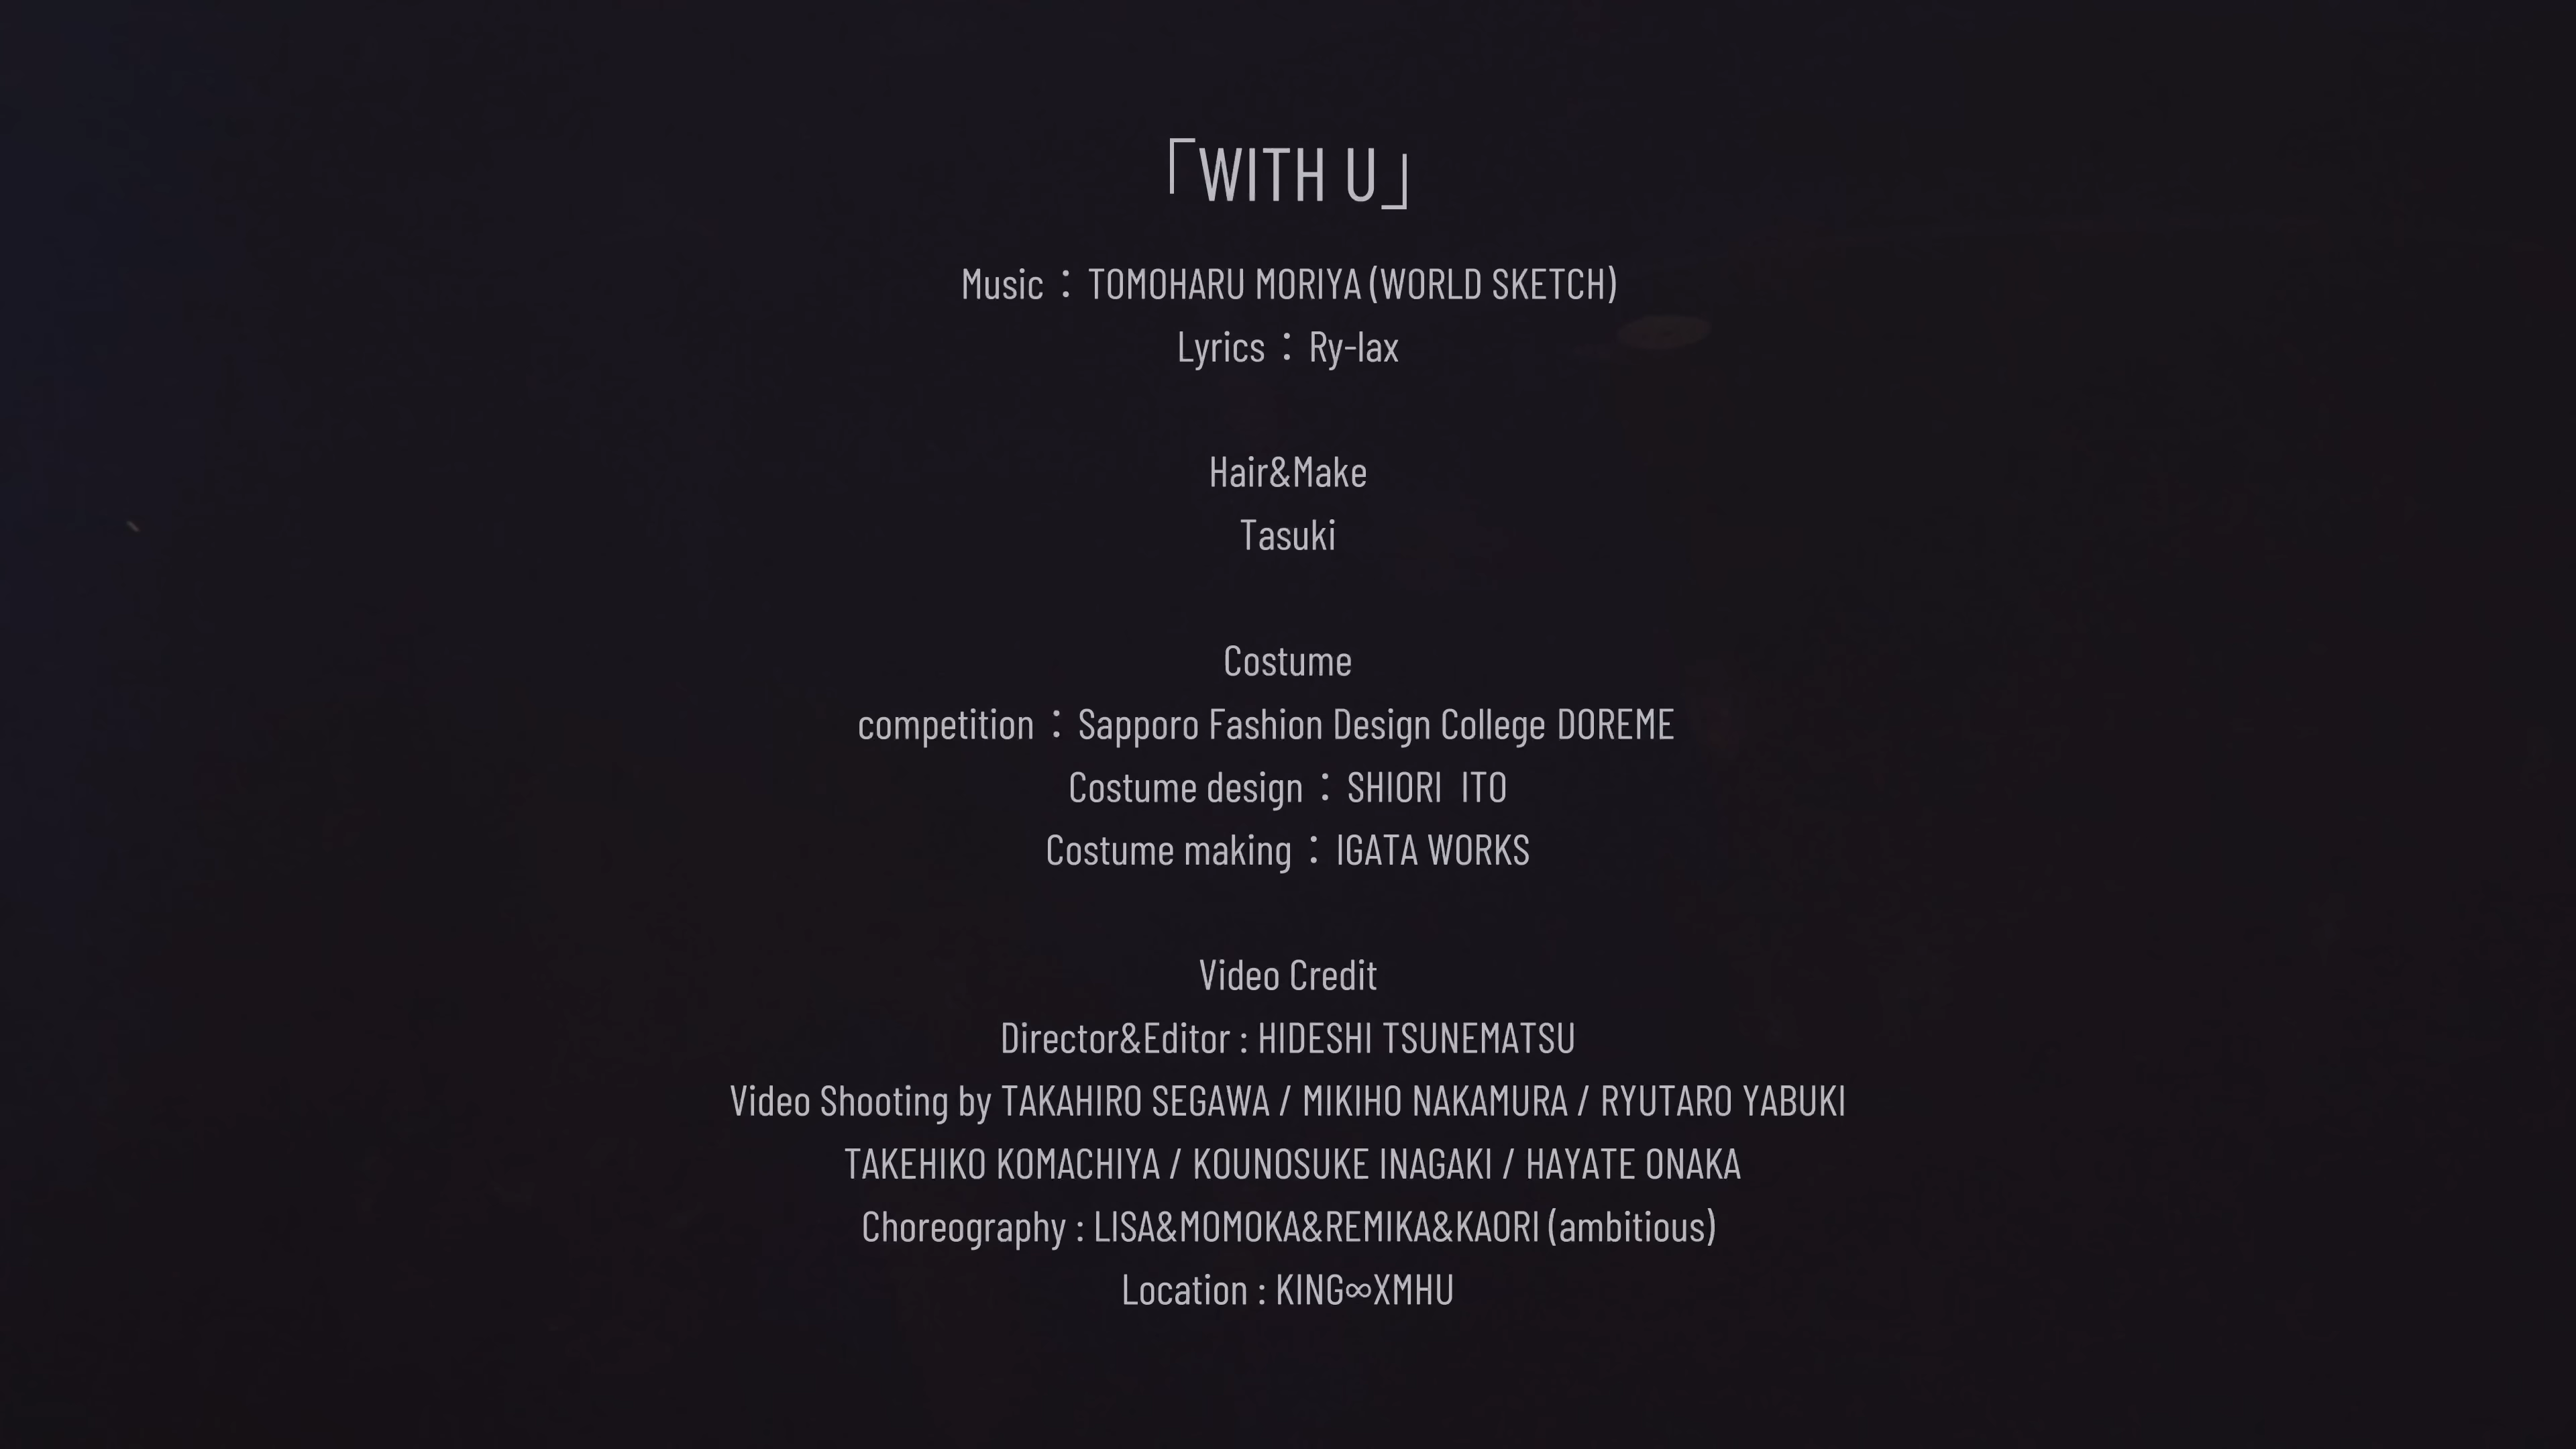 「WITH U」
Music：TOMOHARU MORIYA (WORLD SKETCH)
Lyrics：Ry-lax
Hair&Make
Tasuki
Costume
competition：Sapporo Fashion Design College DOREME
Costume design：SHIORI  ITO
Costume making：IGATA WORKS
Video Credit
Director&Editor : HIDESHI TSUNEMATSU
Video Shooting by TAKAHIRO SEGAWA / MIKIHO NAKAMURA / RYUTARO YABUKI
TAKEHIKO KOMACHIYA / KOUNOSUKE INAGAKI / HAYATE ONAKA
Choreography : LISA&MOMOKA&REMIKA&KAORI (ambitious)
Location : KING∞XMHU